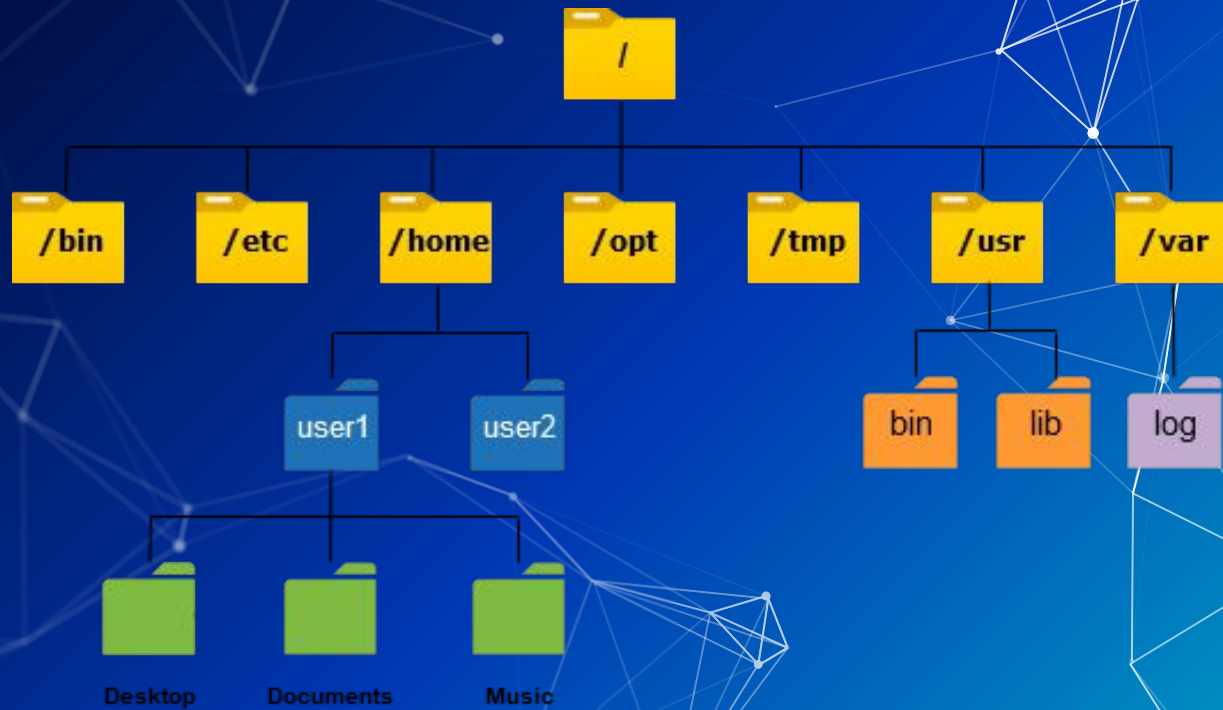 /
/bin
/etc
/home
/opt
/tmp
/usr
/var
user1
user2
bin
lib
log
Desktop
Documents
Music